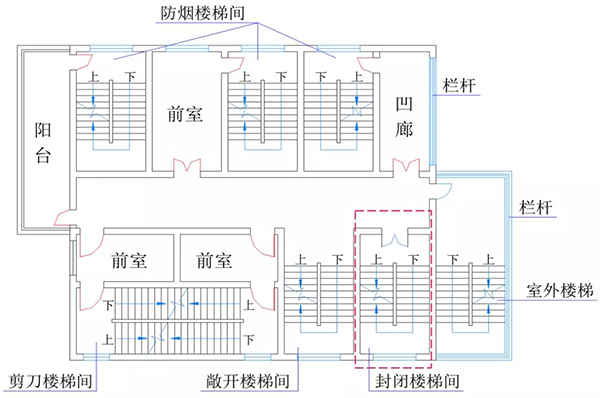 防烟楼梯间
上 下
上 下
上 下
栏杆
前室
凹廊
阳台
栏杆
前室
前室
上 下
上 下
下 上
室外楼梯
下 上
上 下
剪刀楼梯间
敞开楼梯间
封闭楼梯间